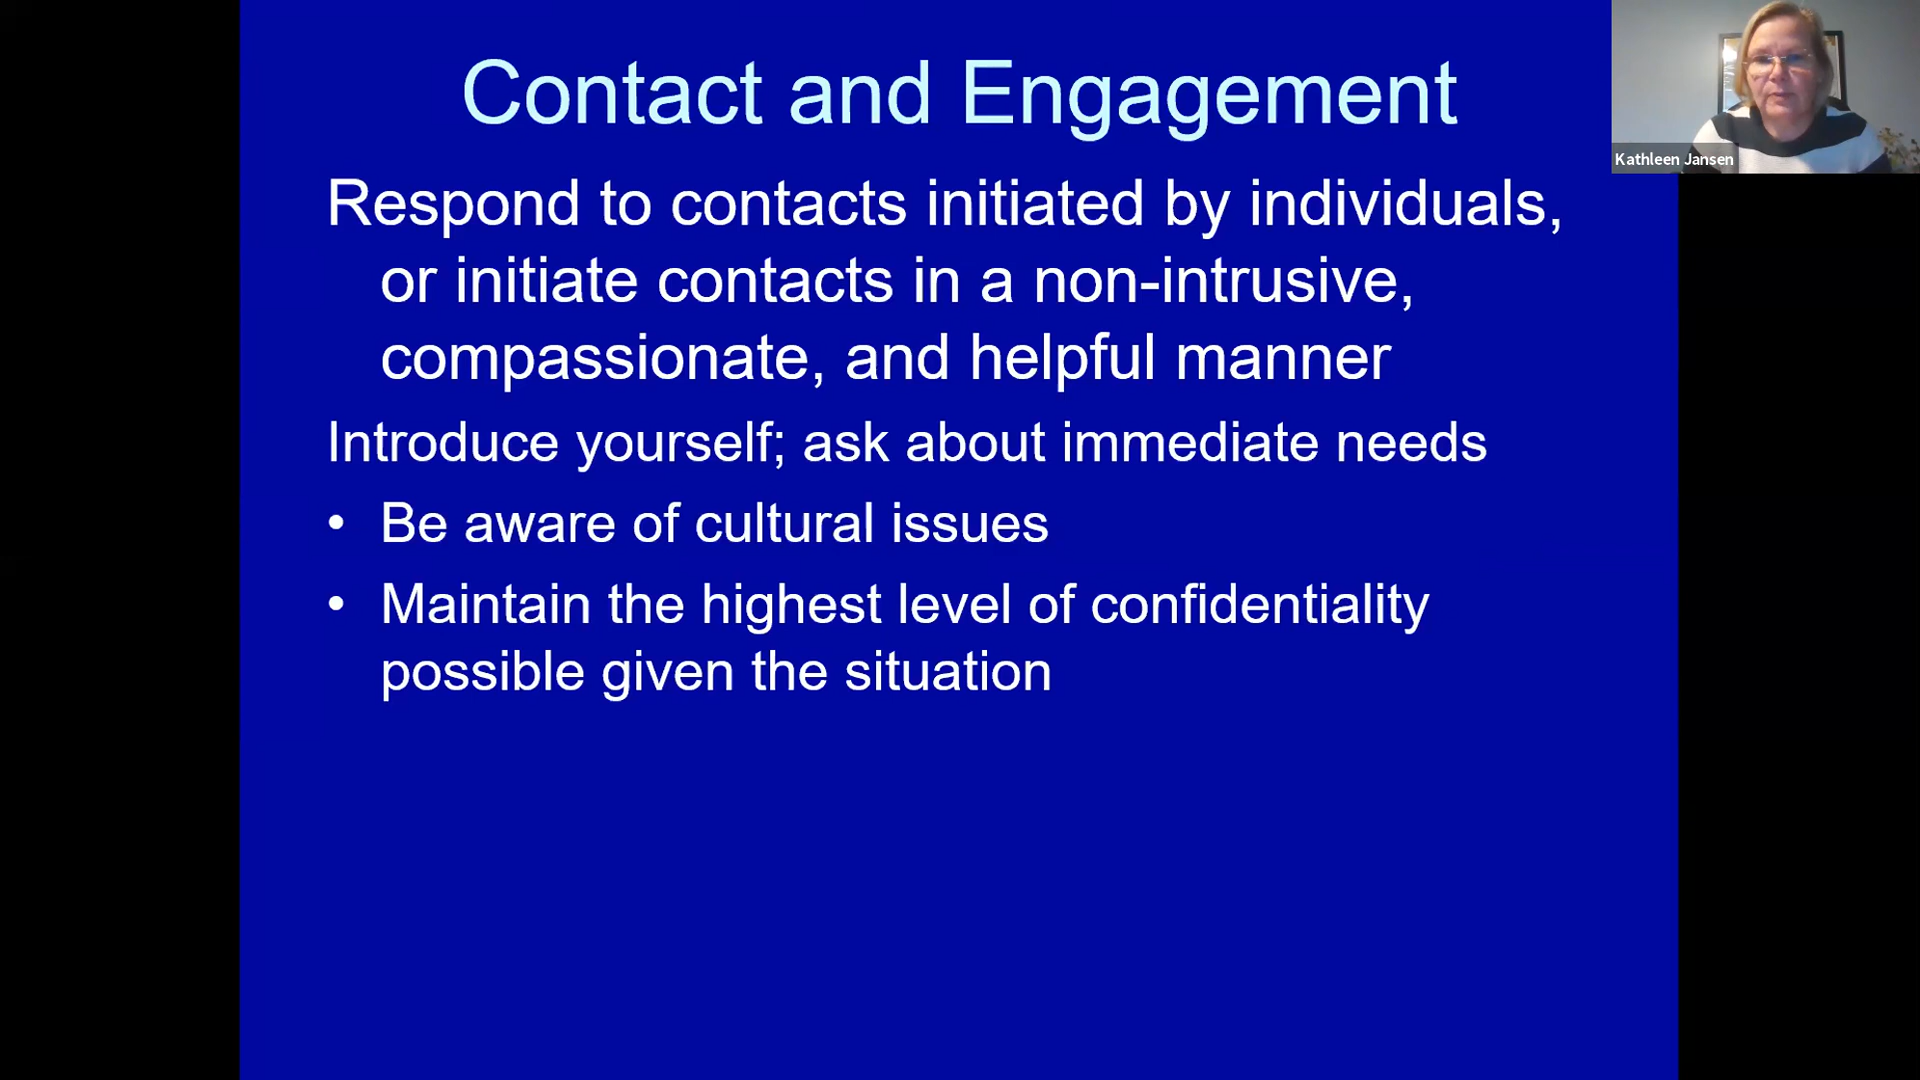 Contact and Engagement
Kathleen Jansen
Respond to contacts initiated by individuals,
or initiate contacts in a non-intrusive,
compassionate, and helpful manner
Introduce yourself; ask about immediate needs
• Be aware of cultural issues
• Maintain the highest level of confidentiality
possible given the situation